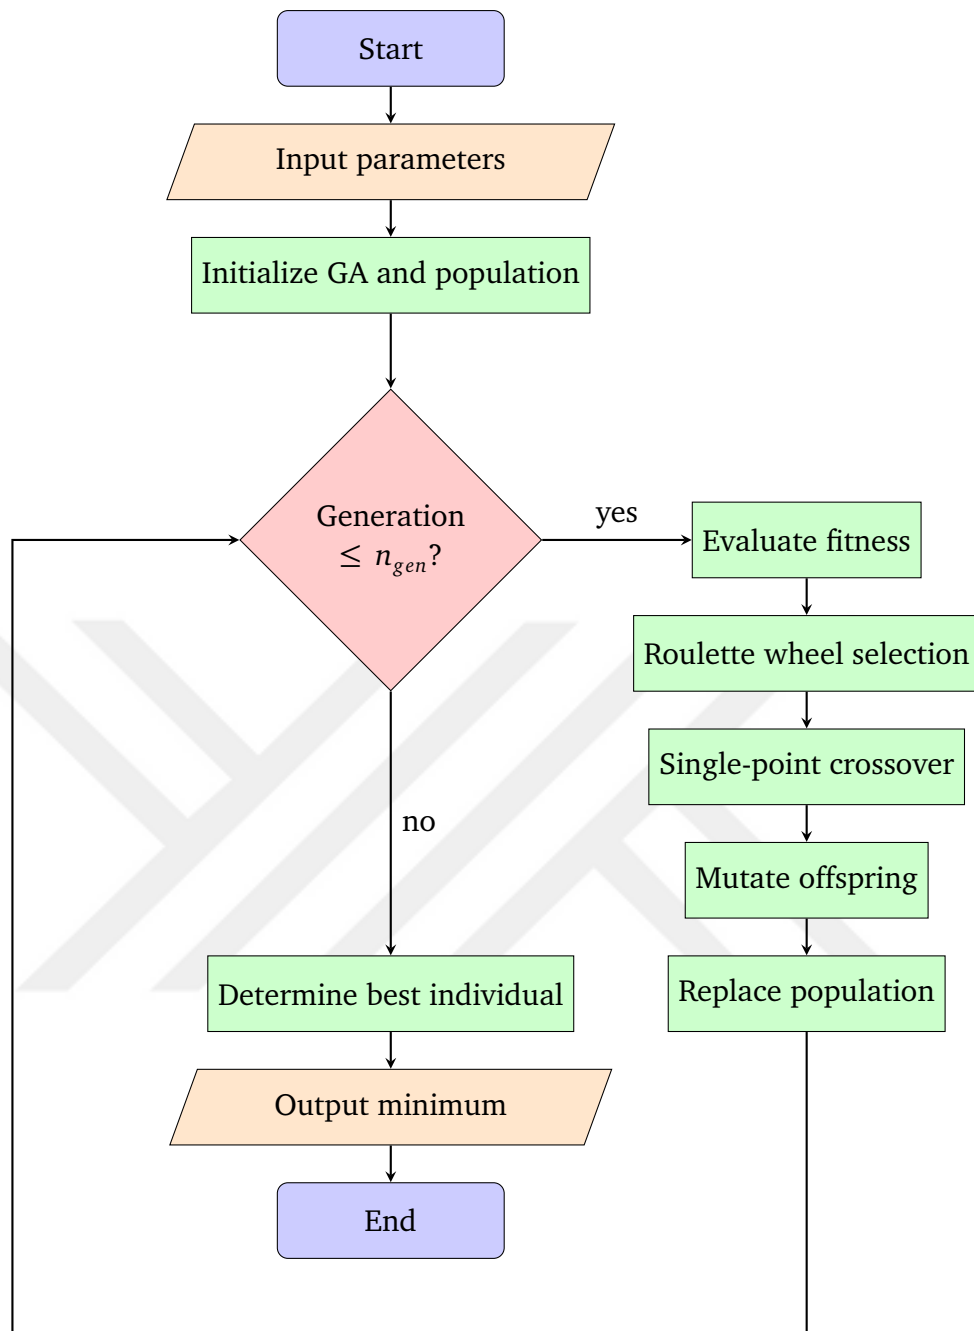 Start
Input parameters
Initialize GA and population
Generation
≤ n_gen?
yes
Evaluate fitness
Roulette wheel selection
Single-point crossover
no
Mutate offspring
Determine best individual
Replace population
Output minimum
End